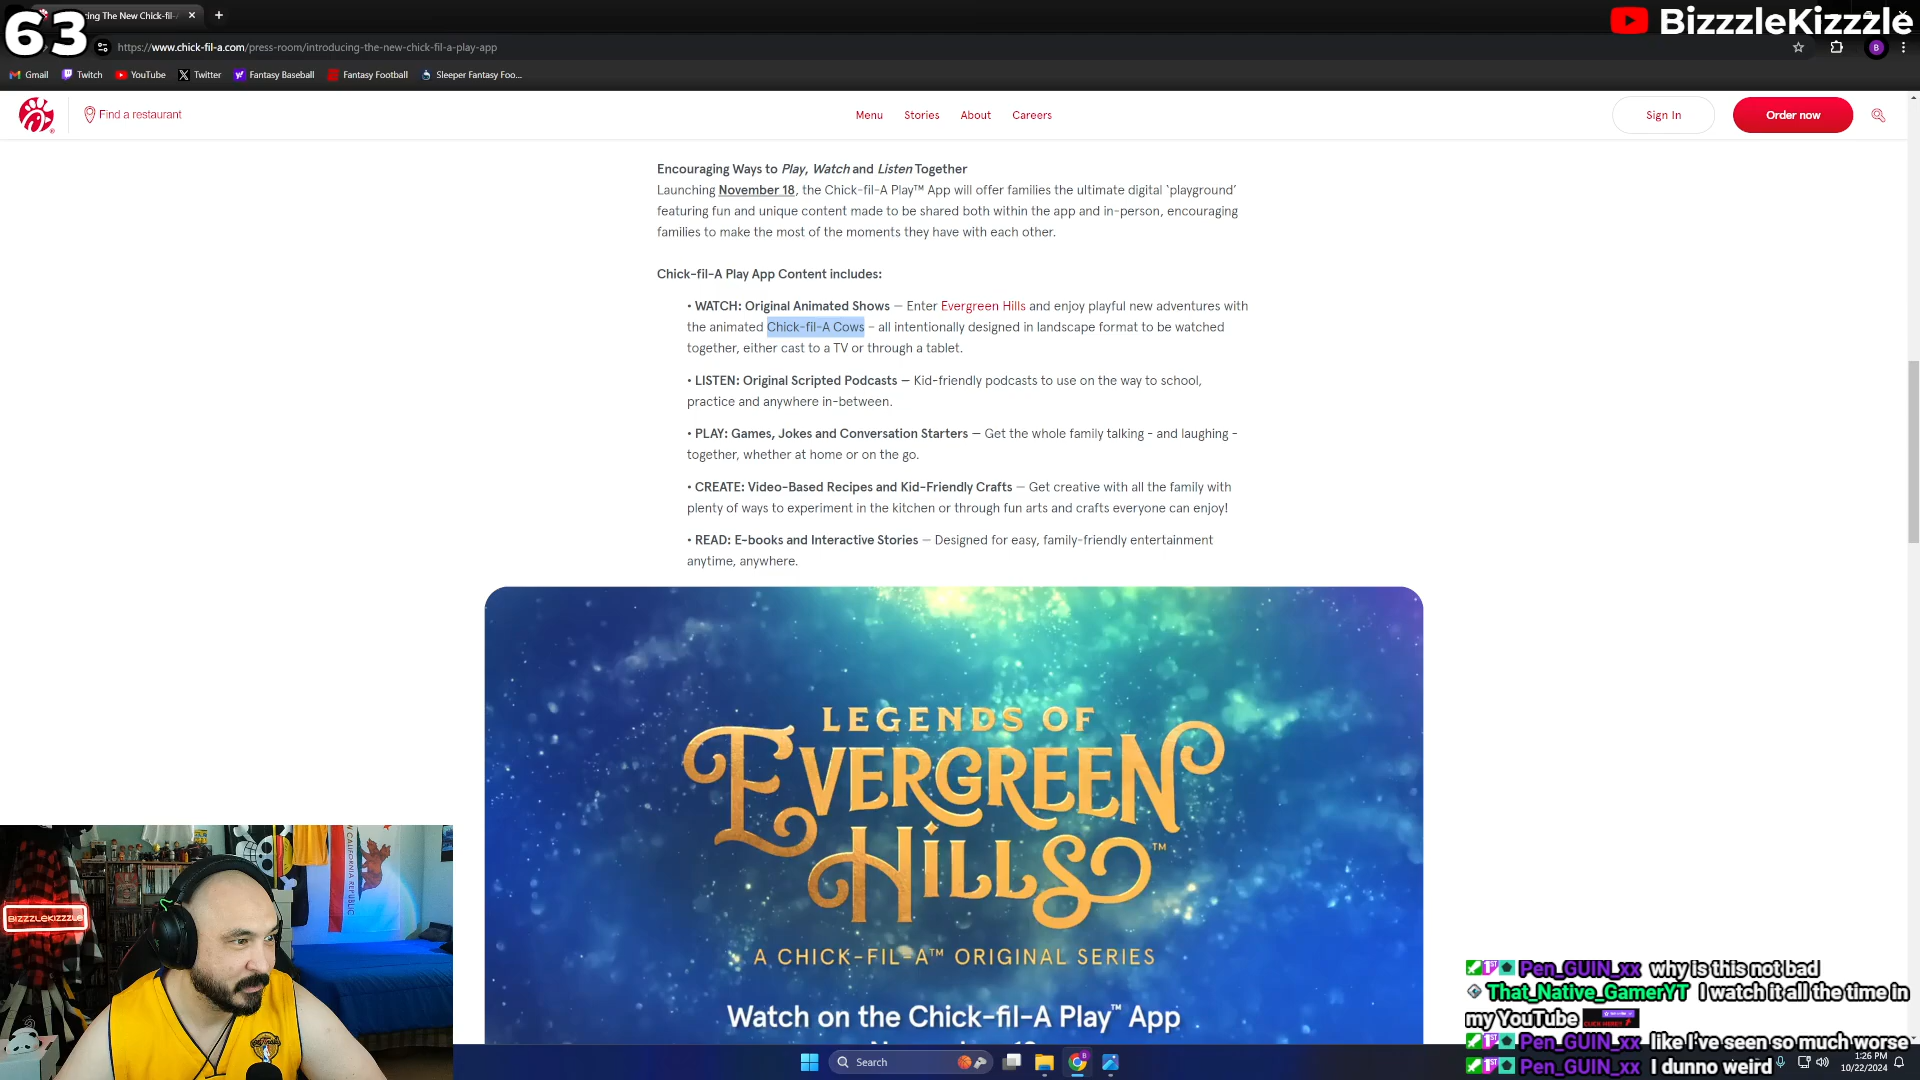 63
cing The New Chick-fil-
BizzzleKizzzle
https://www.chick-fil-a.com/press-room/introducing-the-new-chick-fil-a-play-app
B
Gmail
Twitch
YouTube
Twitter
Fantasy Baseball
Fantasy Football
Sleeper Fantasy Foo...
Find a restaurant
Menu
Stories
About
Careers
Sign In
Order now
Encouraging Ways to Play, Watch and Listen Together
Launching November 18, the Chick-fil-A Play™ App will offer families the ultimate digital 'playground'
featuring fun and unique content made to be shared both within the app and in-person, encouraging
families to make the most of the moments they have with each other.
Chick-fil-A Play App Content includes:
• WATCH: Original Animated Shows — Enter Evergreen Hills and enjoy playful new adventures with
the animated Chick-fil-A Cows – all intentionally designed in landscape format to be watched
together, either cast to a TV or through a tablet.
• LISTEN: Original Scripted Podcasts — Kid-friendly podcasts to use on the way to school,
practice and anywhere in-between.
• PLAY: Games, Jokes and Conversation Starters — Get the whole family talking - and laughing -
together, whether at home or on the go.
• CREATE: Video-Based Recipes and Kid-Friendly Crafts — Get creative with all the family with
plenty of ways to experiment in the kitchen or through fun arts and crafts everyone can enjoy!
• READ: E-books and Interactive Stories — Designed for easy, family-friendly entertainment
anytime, anywhere.
LEGENDS OF
EVERGREEN
HILLS™
A CHICK-FIL-A™ ORIGINAL SERIES
Watch on the Chick-fil-A Play™ App
CALIFORNIA REPUBLIC
BIZZZLEKIZZZLE
Pen_GUIN_xx why is this not bad
That_Native_GamerYT I watch it all the time in
my YouTube
Pen_GUIN_xx like I've seen so much worse
Pen_GUIN_xx I dunno weird
Search
1:26 PM
10/22/2024